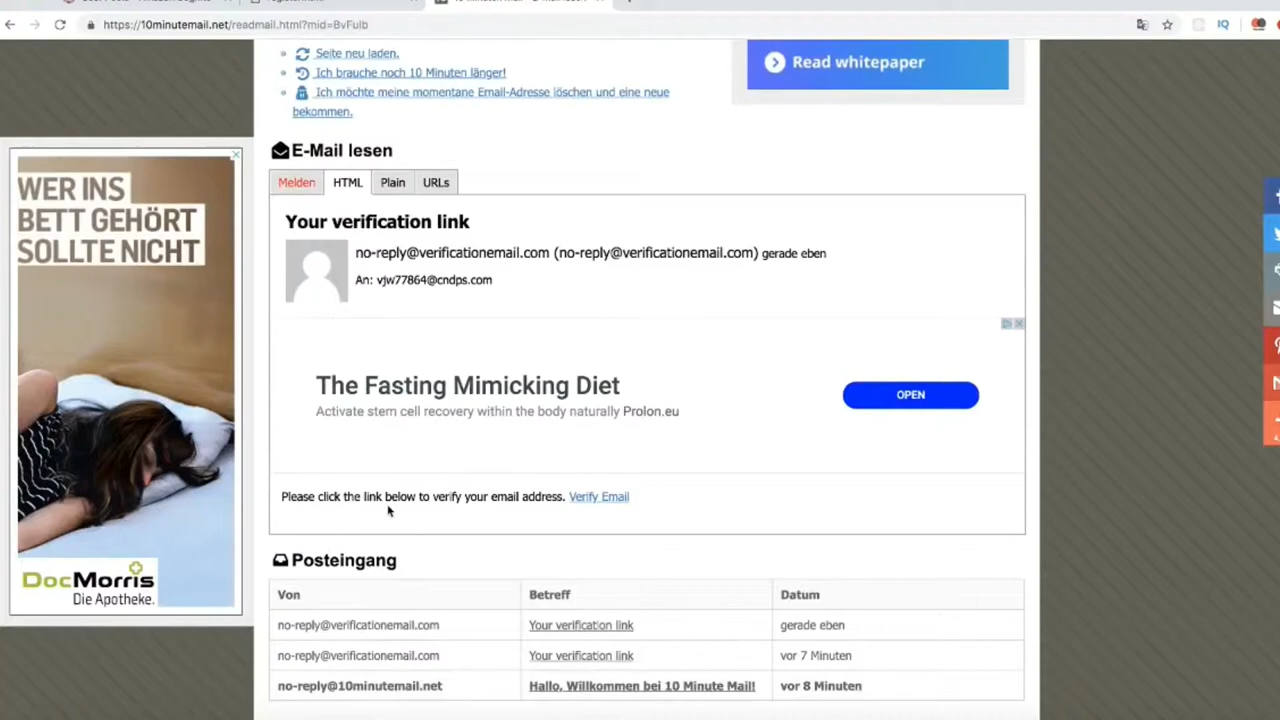 https://10minutemail.net/readmail.html?mid=BvFulb
Seite neu laden.
Ich brauche noch 10 Minuten länger!
Ich möchte meine momentane Email-Adresse löschen und eine neue
bekommen.
Read whitepaper
WER INS
BETT GEHÖRT
SOLLTE NICHT
DocMorris
Die Apotheke.
E-Mail lesen
Melden HTML Plain URLs
Your verification link
no-reply@verificationemail.com (no-reply@verificationemail.com) gerade eben
An: vjw77864@cndps.com
The Fasting Mimicking Diet
Activate stem cell recovery within the body naturally Prolon.eu
OPEN
Please click the link below to verify your email address. Verify Email
Posteingang
Von Betreff Datum
no-reply@verificationemail.com Your verification link gerade eben
no-reply@verificationemail.com Your verification link vor 7 Minuten
no-reply@10minutemail.net Hallo, Willkommen bei 10 Minute Mail! vor 8 Minuten